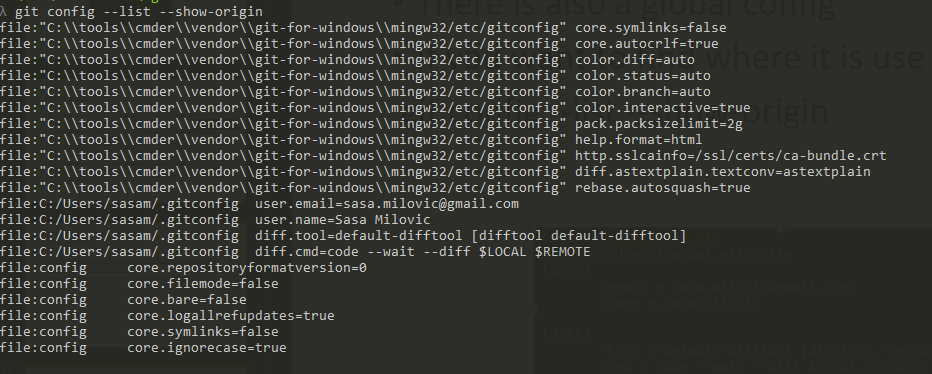 • There is also a global config
where it is use
origin
λ git config --list --show-origin
file:"C:\\tools\\cmder\\vendor\\git-for-windows\\mingw32/etc/gitconfig" core.symlinks=false
file:"C:\\tools\\cmder\\vendor\\git-for-windows\\mingw32/etc/gitconfig" core.autocrlf=true
file:"C:\\tools\\cmder\\vendor\\git-for-windows\\mingw32/etc/gitconfig" color.diff=auto
file:"C:\\tools\\cmder\\vendor\\git-for-windows\\mingw32/etc/gitconfig" color.status=auto
file:"C:\\tools\\cmder\\vendor\\git-for-windows\\mingw32/etc/gitconfig" color.branch=auto
file:"C:\\tools\\cmder\\vendor\\git-for-windows\\mingw32/etc/gitconfig" color.interactive=true
file:"C:\\tools\\cmder\\vendor\\git-for-windows\\mingw32/etc/gitconfig" pack.packsizelimit=2g
file:"C:\\tools\\cmder\\vendor\\git-for-windows\\mingw32/etc/gitconfig" help.format=html
file:"C:\\tools\\cmder\\vendor\\git-for-windows\\mingw32/etc/gitconfig" http.sslcainfo=/ssl/certs/ca-bundle.crt
file:"C:\\tools\\cmder\\vendor\\git-for-windows\\mingw32/etc/gitconfig" diff.astextplain.textconv=astextplain
file:"C:\\tools\\cmder\\vendor\\git-for-windows\\mingw32/etc/gitconfig" rebase.autosquash=true
file:C:/Users/sasam/.gitconfig  user.email=sasa.milovic@gmail.com
file:C:/Users/sasam/.gitconfig  user.name=Sasa Milovic
file:C:/Users/sasam/.gitconfig  diff.tool=default-difftool [difftool default-difftool]
file:C:/Users/sasam/.gitconfig  diff.cmd=code --wait --diff $LOCAL $REMOTE
file:config     core.repositoryformatversion=0
file:config     core.filemode=false
file:config     core.bare=false
file:config     core.logallrefupdates=true
file:config     core.symlinks=false
file:config     core.ignorecase=true